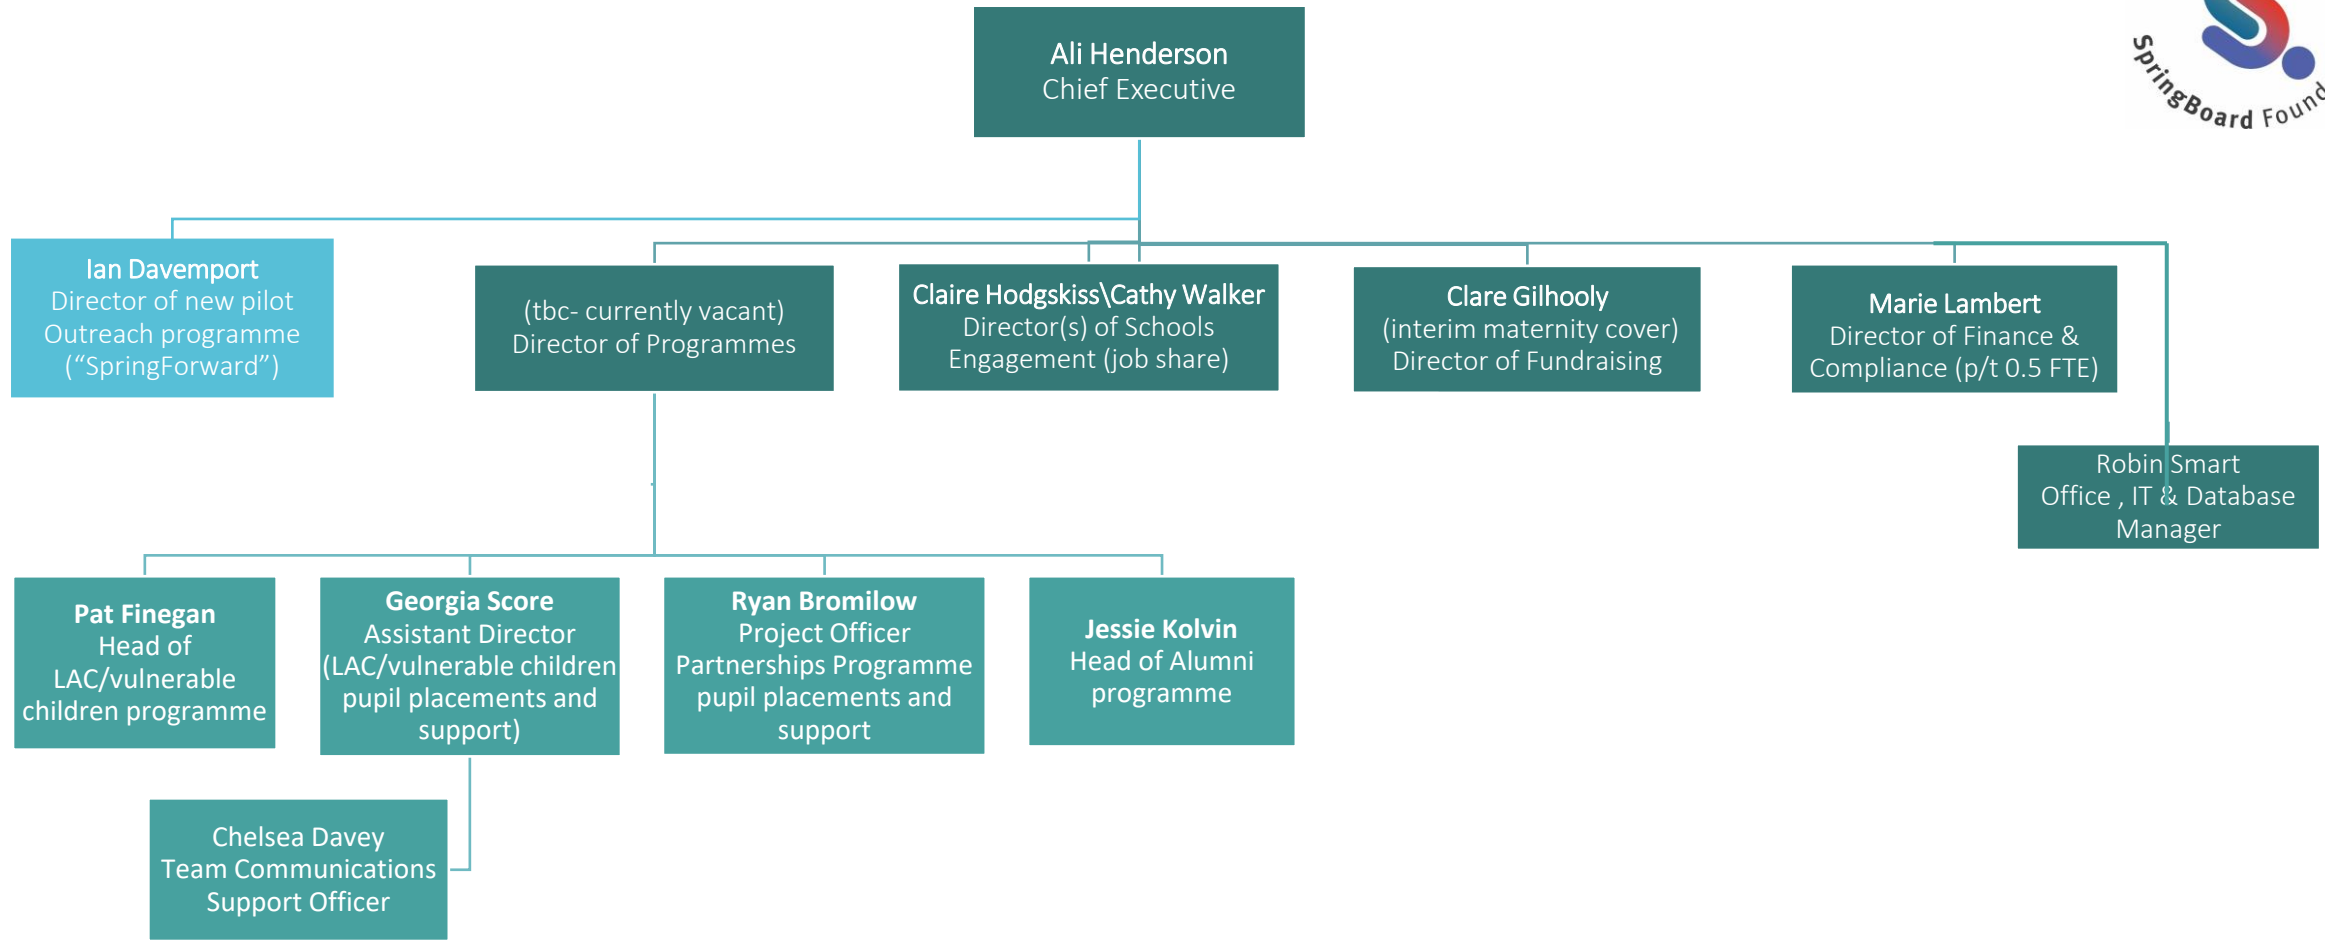 Ali Henderson
Chief Executive
SpringBoard Found
Ian Davemport
Director of new pilot
Outreach programme
(“SpringForward”)
(tbc- currently vacant)
Director of Programmes
Claire Hodgskiss\Cathy Walker
Director(s) of Schools
Engagement (job share)
Clare Gilhooly
(interim maternity cover)
Director of Fundraising
Marie Lambert
Director of Finance &
Compliance (p/t 0.5 FTE)
Robin Smart
Office , IT & Database
Manager
Pat Finegan
Head of
LAC/vulnerable
children programme
Georgia Score
Assistant Director
(LAC/vulnerable children
pupil placements and
support)
Ryan Bromilow
Project Officer
Partnerships Programme
pupil placements and
support
Jessie Kolvin
Head of Alumni
programme
Chelsea Davey
Team Communications
Support Officer